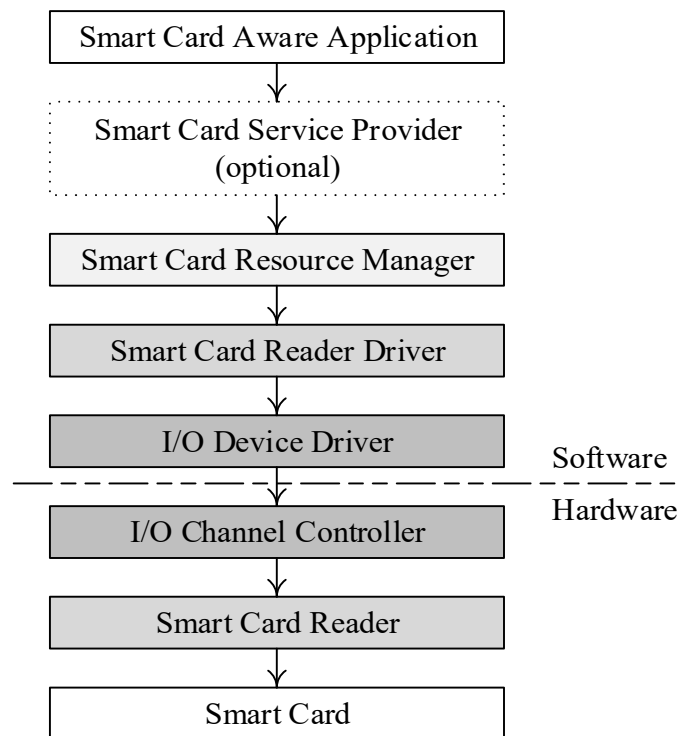 Smart Card Aware Application
Smart Card Service Provider
(optional)
Smart Card Resource Manager
Smart Card Reader Driver
I/O Device Driver
Software
Hardware
I/O Channel Controller
Smart Card Reader
Smart Card